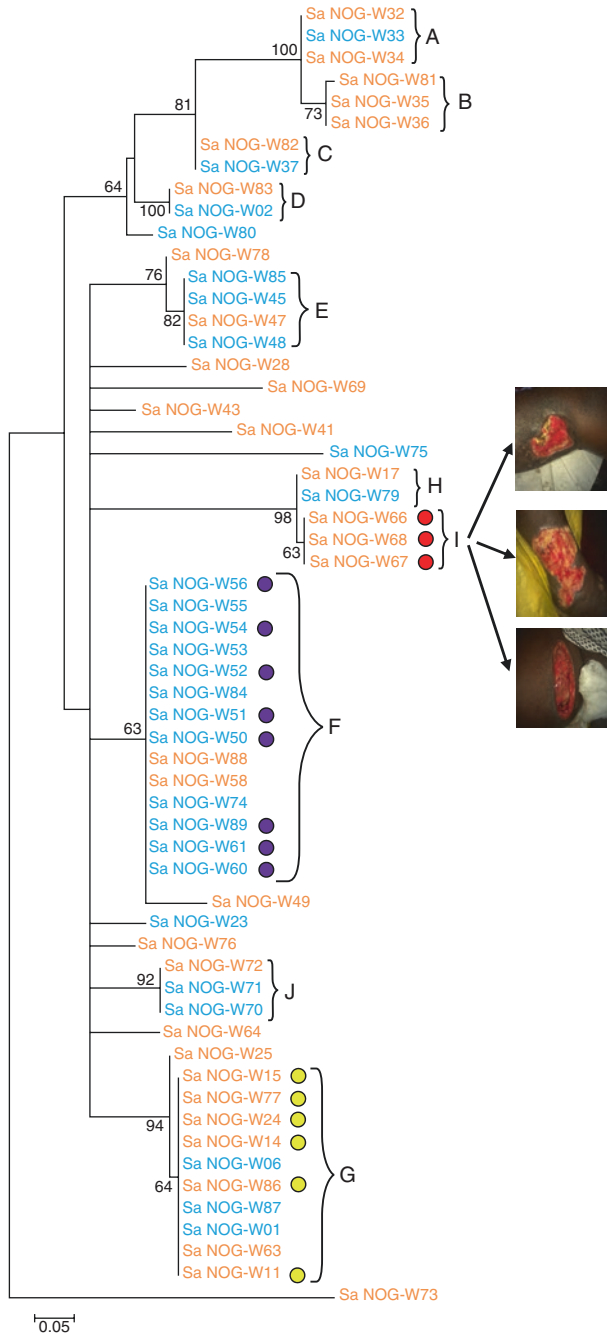 Sa NOG-W32
Sa NOG-W33
A
100
Sa NOG-W34
Sa NOG-W81
81
Sa NOG-W35
B
73
Sa NOG-W36
Sa NOG-W82
C
Sa NOG-W37
64
Sa NOG-W83
D
100
Sa NOG-W02
Sa NOG-W80
Sa NOG-W78
76
Sa NOG-W85
Sa NOG-W45
E
82
Sa NOG-W47
Sa NOG-W48
Sa NOG-W28
Sa NOG-W69
Sa NOG-W43
Sa NOG-W41
Sa NOG-W75
Sa NOG-W17
H
Sa NOG-W79
98
Sa NOG-W66
Sa NOG-W68
I
63
Sa NOG-W67
Sa NOG-W56
Sa NOG-W55
Sa NOG-W54
Sa NOG-W53
Sa NOG-W52
Sa NOG-W84
Sa NOG-W51
63
F
Sa NOG-W50
Sa NOG-W88
Sa NOG-W58
Sa NOG-W74
Sa NOG-W89
Sa NOG-W61
Sa NOG-W60
Sa NOG-W49
Sa NOG-W23
Sa NOG-W76
Sa NOG-W72
92
Sa NOG-W71
J
Sa NOG-W70
Sa NOG-W64
Sa NOG-W25
Sa NOG-W15
Sa NOG-W77
94
Sa NOG-W24
Sa NOG-W14
Sa NOG-W06
G
64
Sa NOG-W86
Sa NOG-W87
Sa NOG-W01
Sa NOG-W63
Sa NOG-W11
Sa NOG-W73
0.05